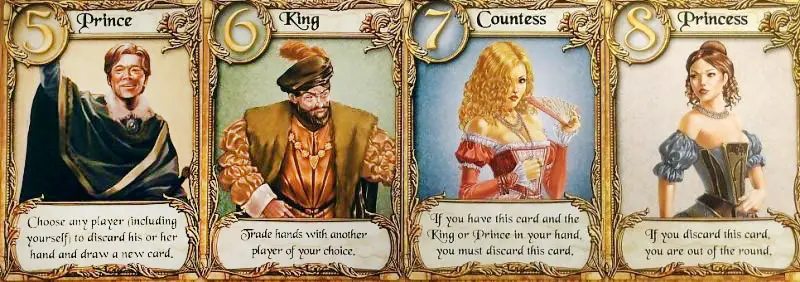 5 Prince
Choose any player (including
yourself) to discard his or her
hand and draw a new card.
6 King
Trade hands with another
player of your choice.
7 Countess
If you have this card and the
King or Prince in your hand,
you must discard this card.
8 Princess
If you discard this card,
you are out of the round.